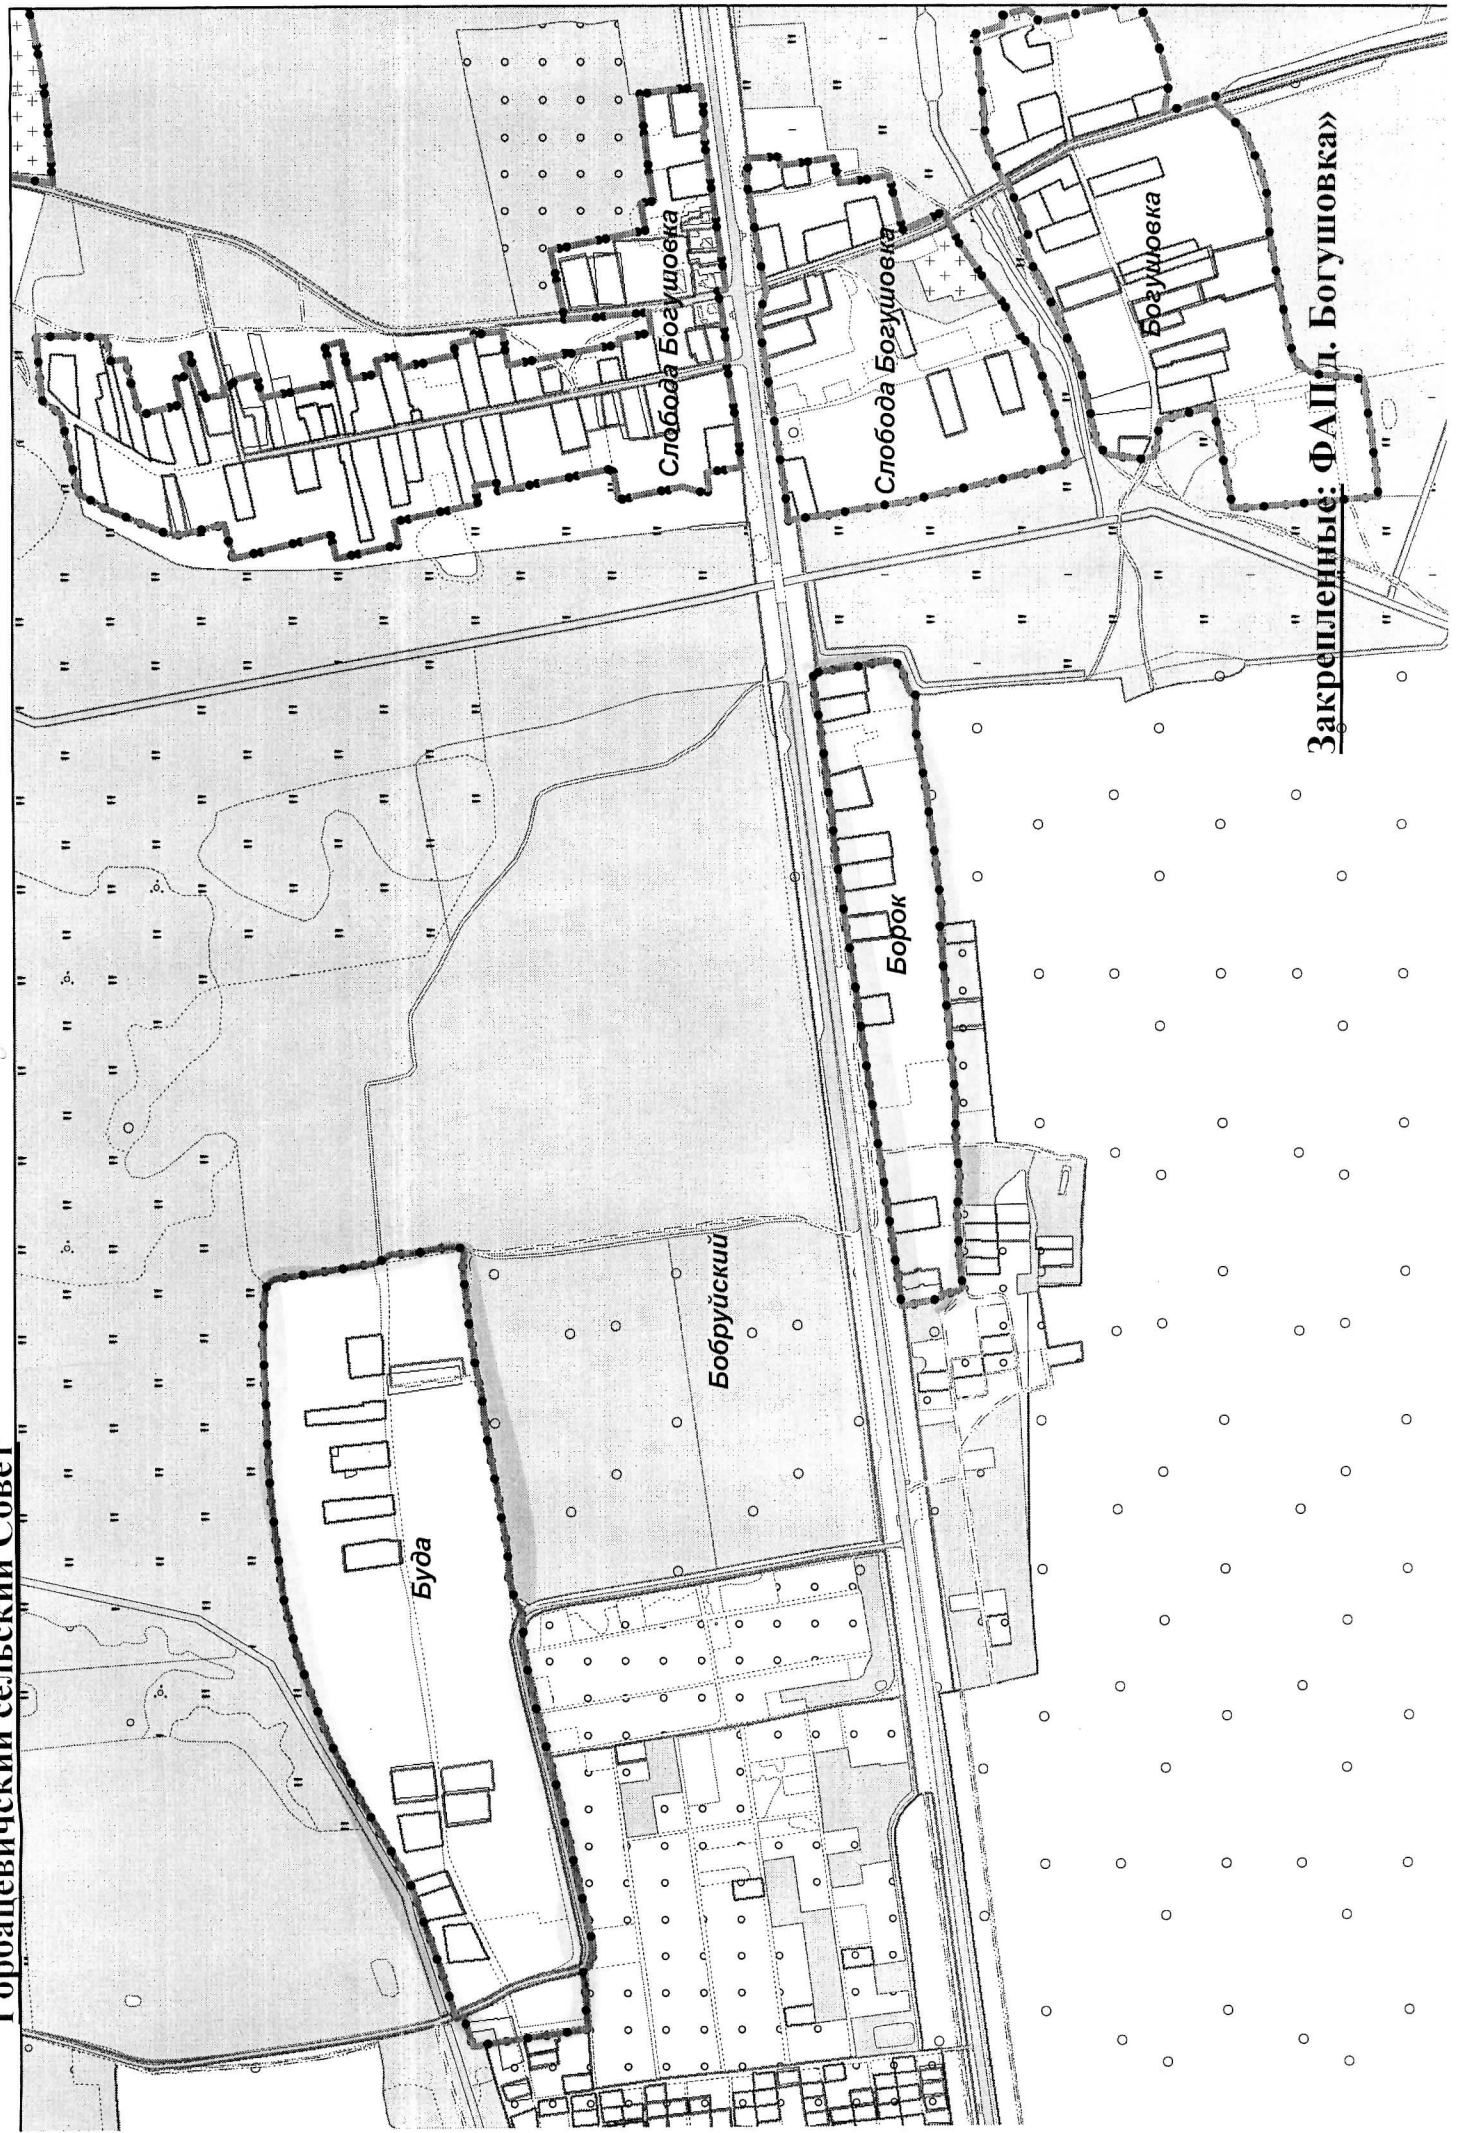 Горбацевичский сельский Совет
Слобода Богушовка
Слобода Богушовка
Богушовка
Борок
Бобруйский
Буда
Закрепленные: ФАП д. Богушовка»